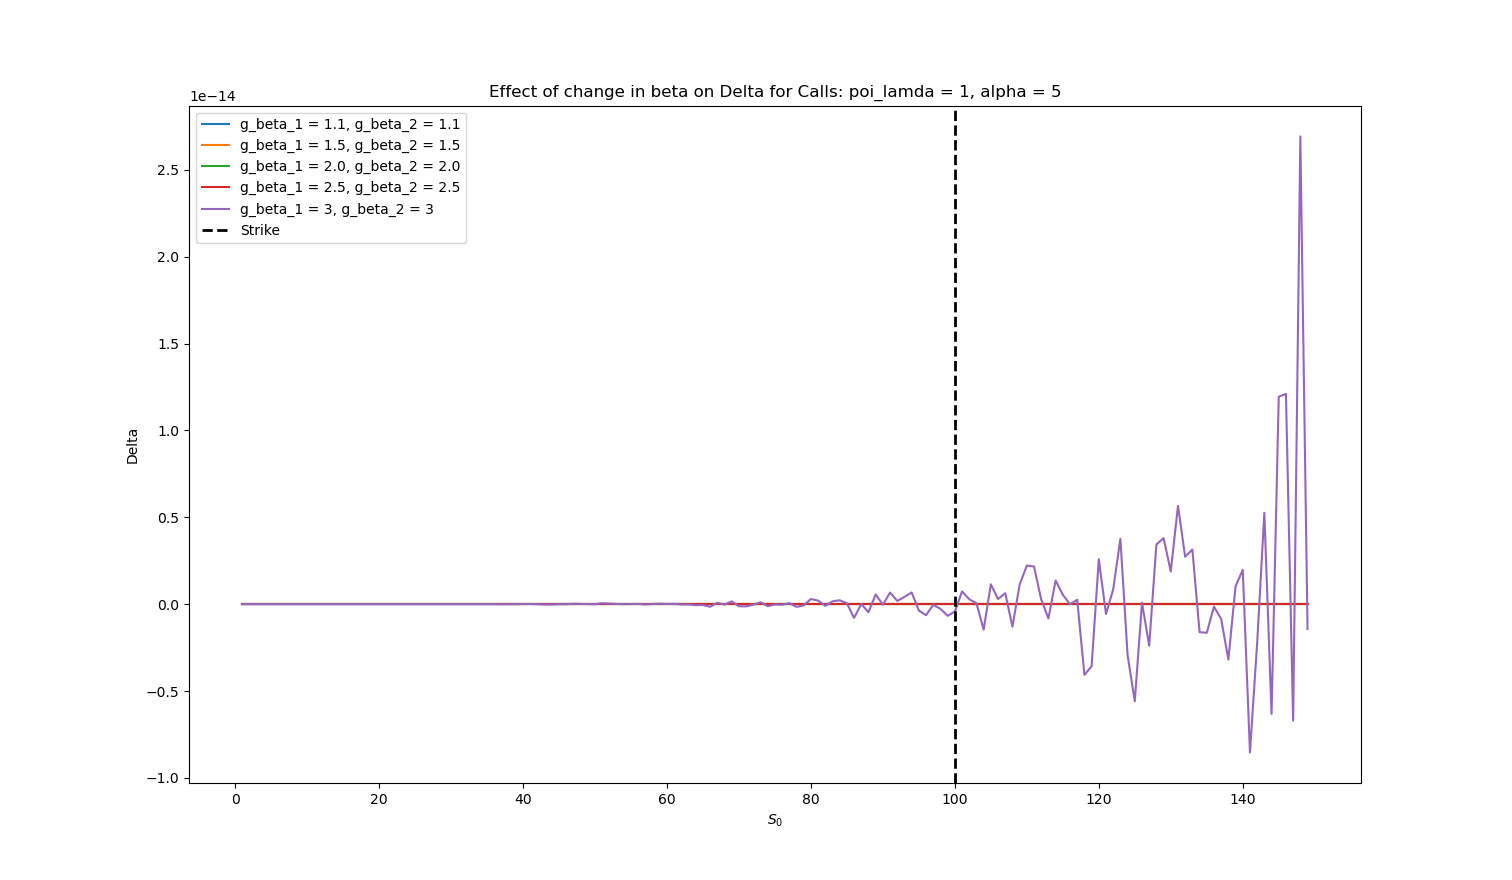 Effect of change in beta on Delta for Calls: poi_lamda = 1, alpha = 5
1e−14
g_beta_1 = 1.1, g_beta_2 = 1.1
g_beta_1 = 1.5, g_beta_2 = 1.5
g_beta_1 = 2.0, g_beta_2 = 2.0
g_beta_1 = 2.5, g_beta_2 = 2.5
g_beta_1 = 3, g_beta_2 = 3
Strike
2.5
2.0
1.5
1.0
0.5
0.0
−0.5
−1.0
Delta
0 20 40 60 80 100 120 140
S₀